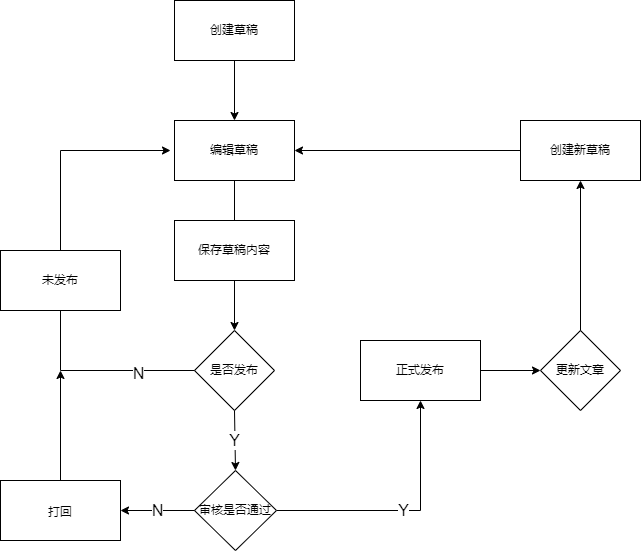 创建草稿
编辑草稿
创建新草稿
保存草稿内容
未发布
是否发布
N
正式发布
更新文章
Y
打回
N
审核是否通过
Y